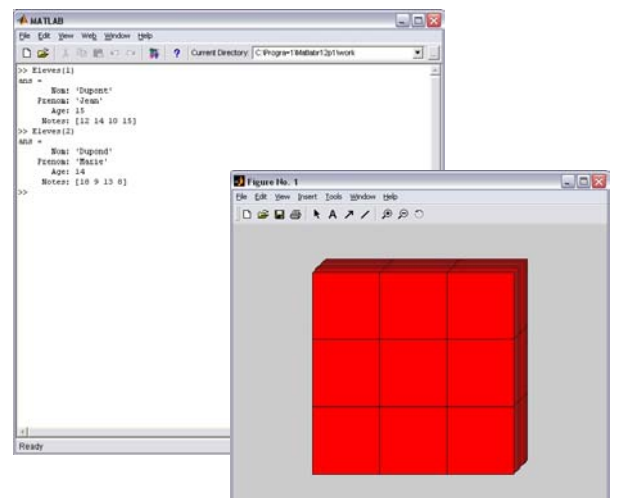 MATLAB
File Edit View Web Window Help
Current Directory: C:\Progra~1\Matlabr12p1\work
>> Eleves(1)
ans =
Nom: 'Dupont'
Prenom: 'Jean'
Age: 15
Notes: [12 14 10 15]
>> Eleves(2)
ans =
Nom: 'Dupond'
Prenom: 'Marie'
Age: 14
Notes: [18 9 13 8]
>>
Ready
Figure No. 1
File Edit View Insert Tools Window Help
A